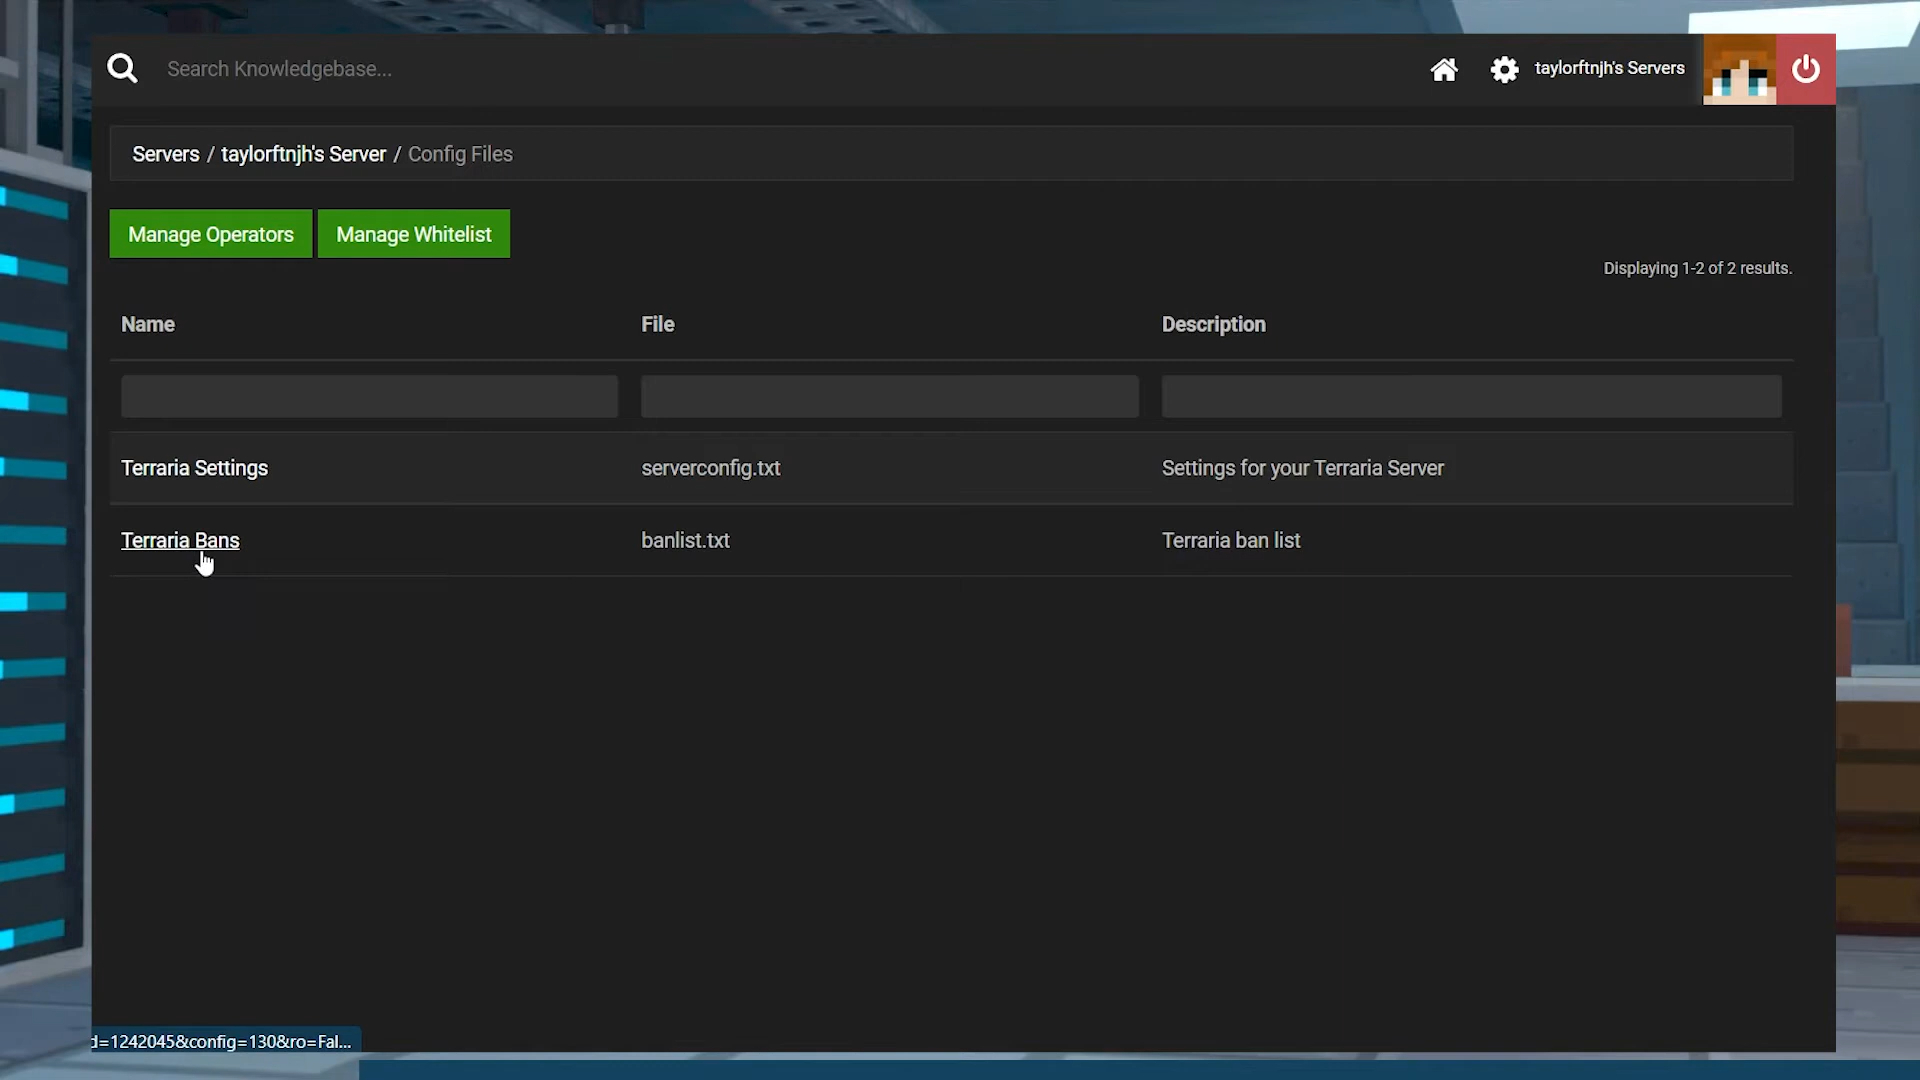 Search Knowledgebase...
taylorftnjh's Servers
Servers / taylorftnjh's Server / Config Files
Manage Operators
Manage Whitelist
Displaying 1-2 of 2 results.
Name
File
Description
Terraria Settings
serverconfig.txt
Settings for your Terraria Server
Terraria Bans
banlist.txt
Terraria ban list
d=1242045&config=130&ro=Fal...